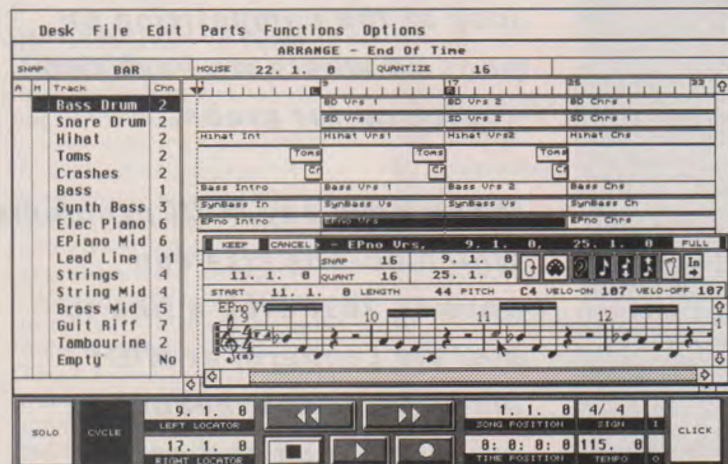 Desk File Edit Parts Functions Options
ARRANGE - End Of Time
SNAP BAR MOUSE 22. 1. 0 QUANTIZE 16
A M Track Chn 1 9 17 25 33
Bass Drum 2 BD Vrs 1 BD Vrs 2 BD Chrs 1
Snare Drum 2 SD Vrs 1 SD Vrs 2 SD Chrs 1
Hihat 2 Hihat Int Hihat Vrs1 Hihat Vrs2 Hihat Chs
Toms 2 Toms Toms Toms
Crashes 2 Cr Cr Cr
Bass 1 Bass Intro Bass Vrs 1 Bass Vrs 2 Bass Chs
Synth Bass 3 SynBass In SynBass Vs SynBass Vs SynBass Ch
Elec Piano 6 EPno Intro EPno Vrs EPno Chrs
EPiano Mid 6
Lead Line 11
Strings 4
String Mid 4
Brass Mid 5
Guit Riff 7
Tambourine 2
Empty No
KEEP CANCEL - EPno Vrs, 9. 1. 0, 25. 1. 0 FULL
SNAP 16 9. 1. 0
11. 1. 0 QUANT 16 25. 1. 0 In
START 11. 1. 0 LENGTH 44 PITCH C4 VELO-ON 107 VELO-OFF 107
EPno V
10 11 12
4
4
(8)
1
SOLO CYCLE
9. 1. 0
LEFT LOCATOR
17. 1. 0
RIGHT LOCATOR
1. 1. 0 4/ 4
SONG POSITION SIGN I
0: 0: 0: 0 115. 0
TIME POSITION TEMPO O
CLICK